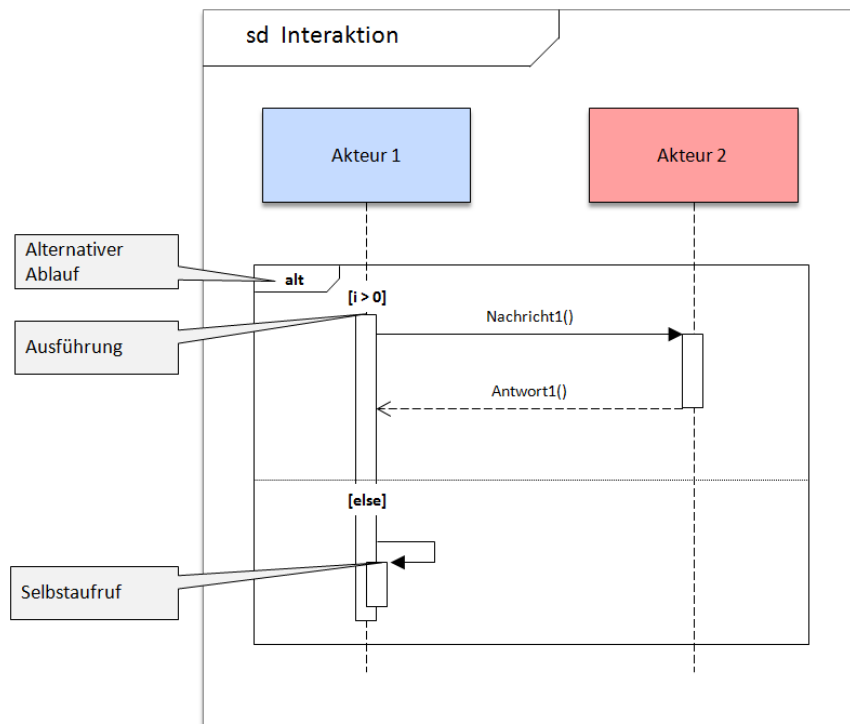 sd Interaktion
Akteur 1
Akteur 2
Alternativer
Ablauf
alt
[i > 0]
Nachricht1()
Ausführung
Antwort1()
[else]
Selbstaufruf